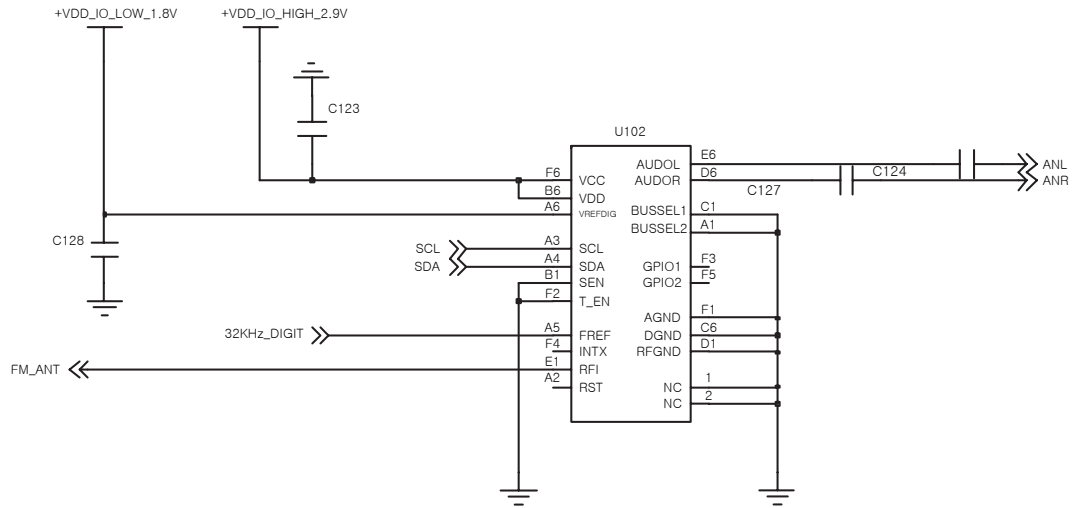 +VDD_IO_LOW_1.8V
+VDD_IO_HIGH_2.9V
C123
U102
F6
VCC
B6
VDD
A6
VREFDIG
C128
SCL
A3
SCL
SDA
A4
SDA
B1
SEN
F2
T_EN
32KHz_DIGIT
A5
FREF
F4
INTX
FM_ANT
E1
RFI
A2
RST
AUDOL
E6
ANL
AUDOR
D6
C127
C124
ANR
BUSSEL1
C1
BUSSEL2
A1
GPIO1
F3
GPIO2
F5
AGND
F1
DGND
C6
RFGND
D1
NC
1
NC
2